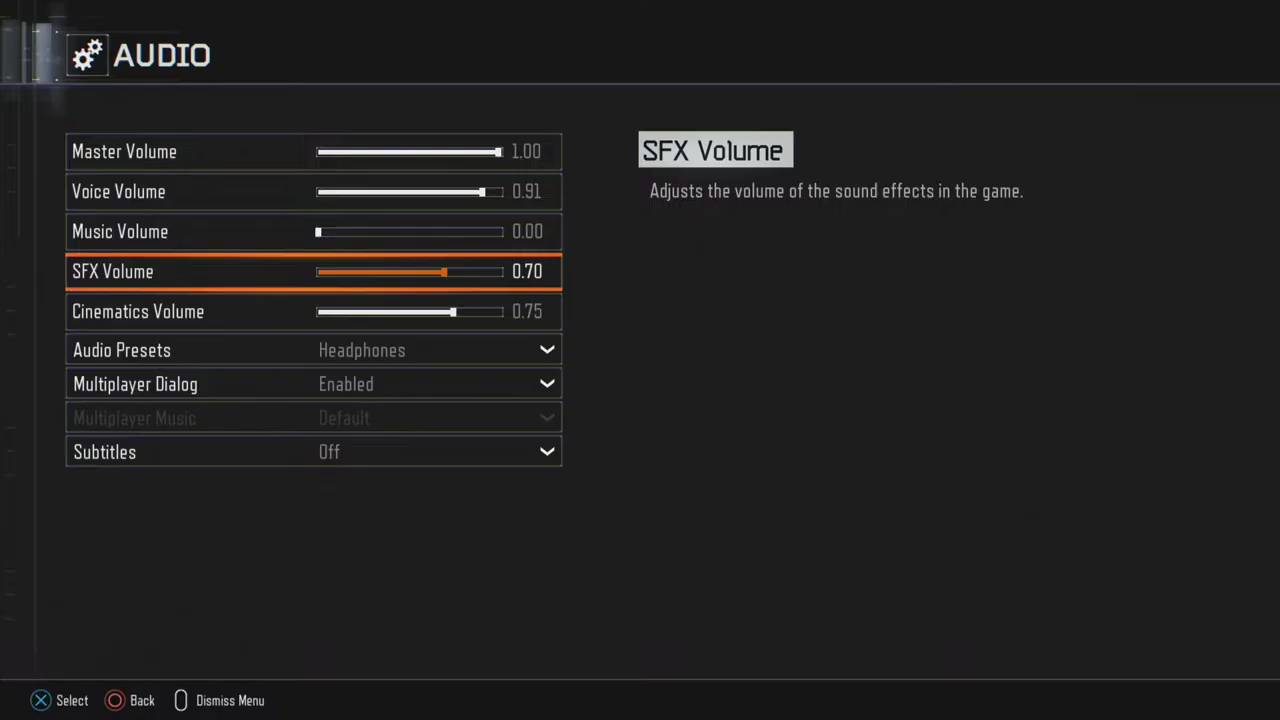 AUDIO
Master Volume 1.00
Voice Volume 0.91
Music Volume 0.00
SFX Volume 0.70
Cinematics Volume 0.75
Audio Presets Headphones
Multiplayer Dialog Enabled
Multiplayer Music Default
Subtitles Off
SFX Volume
Adjusts the volume of the sound effects in the game.
Select Back Dismiss Menu